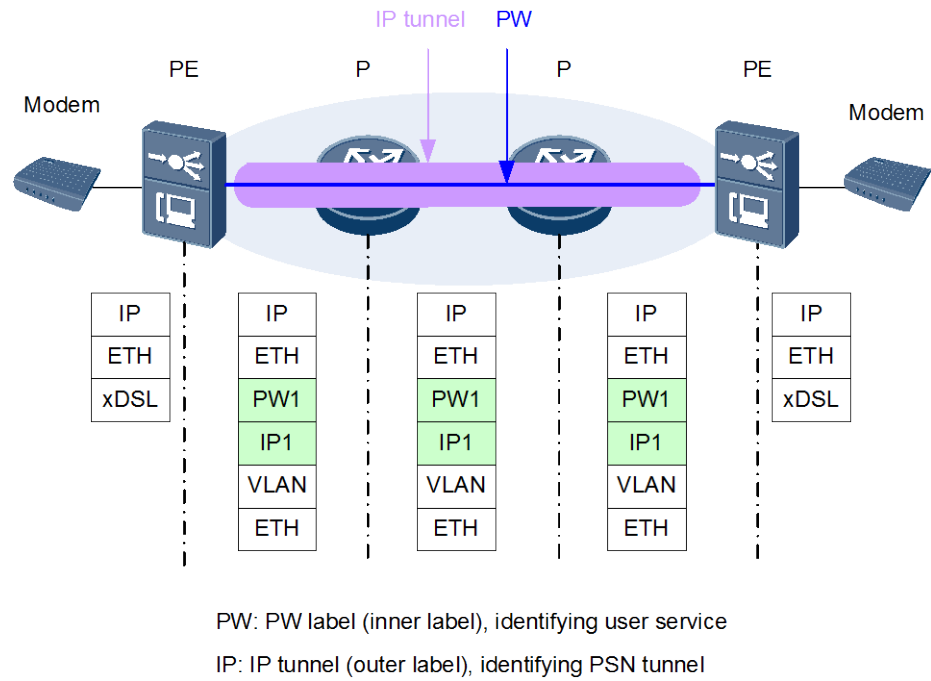 IP tunnel PW
PE P P PE
Modem Modem
IP IP IP IP IP
ETH ETH ETH ETH ETH
xDSL PW1 PW1 PW1 xDSL
IP1 IP1 IP1
VLAN VLAN VLAN
ETH ETH ETH
PW: PW label (inner label), identifying user service
IP: IP tunnel (outer label), identifying PSN tunnel